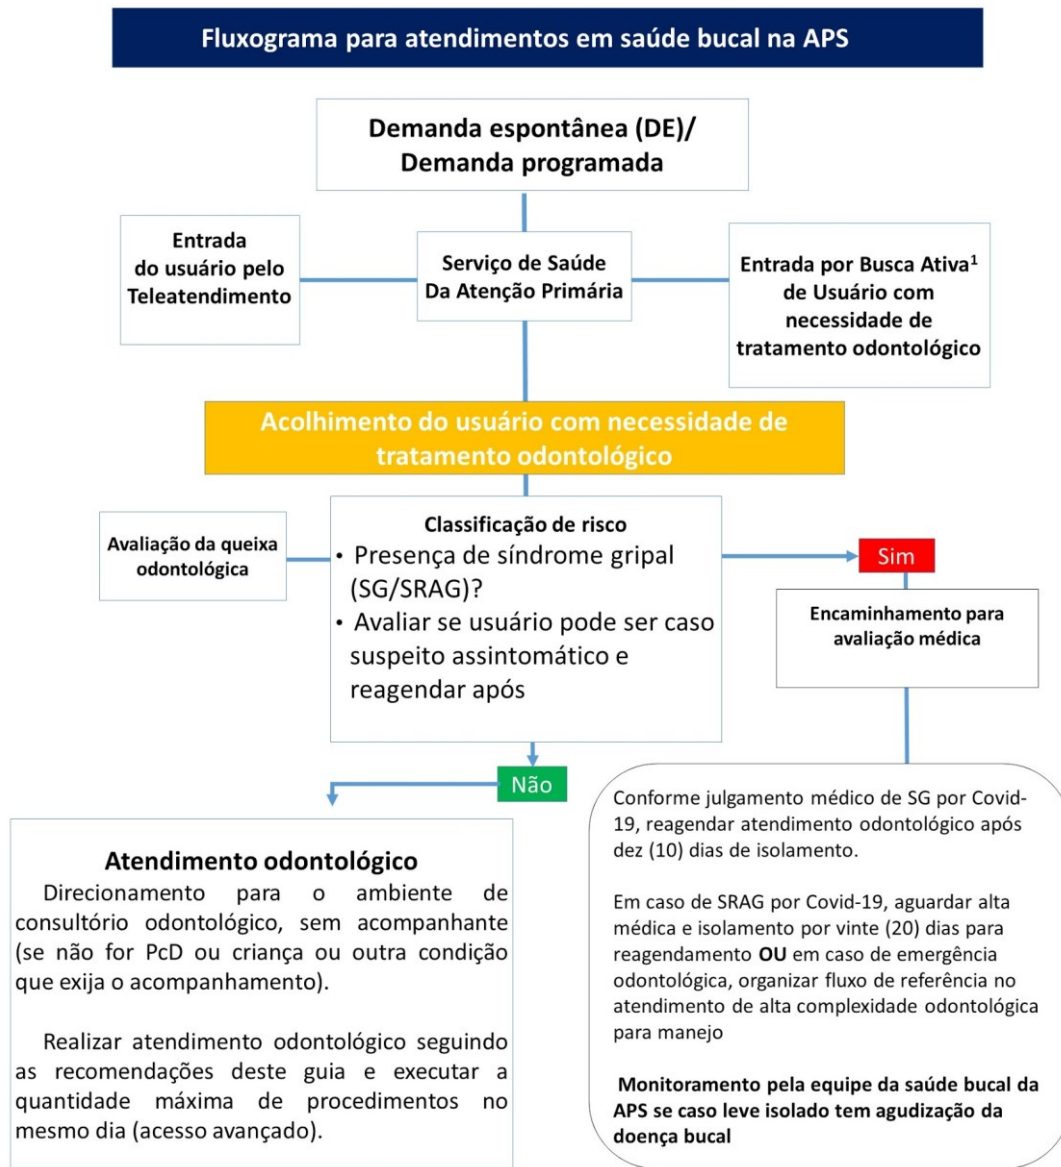 Fluxograma para atendimentos em saúde bucal na APS
Demanda espontânea (DE)/
Demanda programada
Entrada
do usuário pelo
Teleatendimento
Serviço de Saúde
Da Atenção Primária
Entrada por Busca Ativa¹
de Usuário com
necessidade de
tratamento odontológico
Acolhimento do usuário com necessidade de
tratamento odontológico
Avaliação da queixa
odontológica
Classificação de risco
• Presença de síndrome gripal
(SG/SRAG)?
• Avaliar se usuário pode ser caso
suspeito assintomático e
reagendar após
Sim
Encaminhamento para
avaliação médica
Não
Atendimento odontológico
Direcionamento para o ambiente de
consultório odontológico, sem acompanhante
(se não for PcD ou criança ou outra condição
que exija o acompanhamento).
Realizar atendimento odontológico seguindo
as recomendações deste guia e executar a
quantidade máxima de procedimentos no
mesmo dia (acesso avançado).
Conforme julgamento médico de SG por Covid-
19, reagendar atendimento odontológico após
dez (10) dias de isolamento.
Em caso de SRAG por Covid-19, aguardar alta
médica e isolamento por vinte (20) dias para
reagendamento OU em caso de emergência
odontológica, organizar fluxo de referência no
atendimento de alta complexidade odontológica
para manejo
Monitoramento pela equipe da saúde bucal da
APS se caso leve isolado tem agudização da
doença bucal